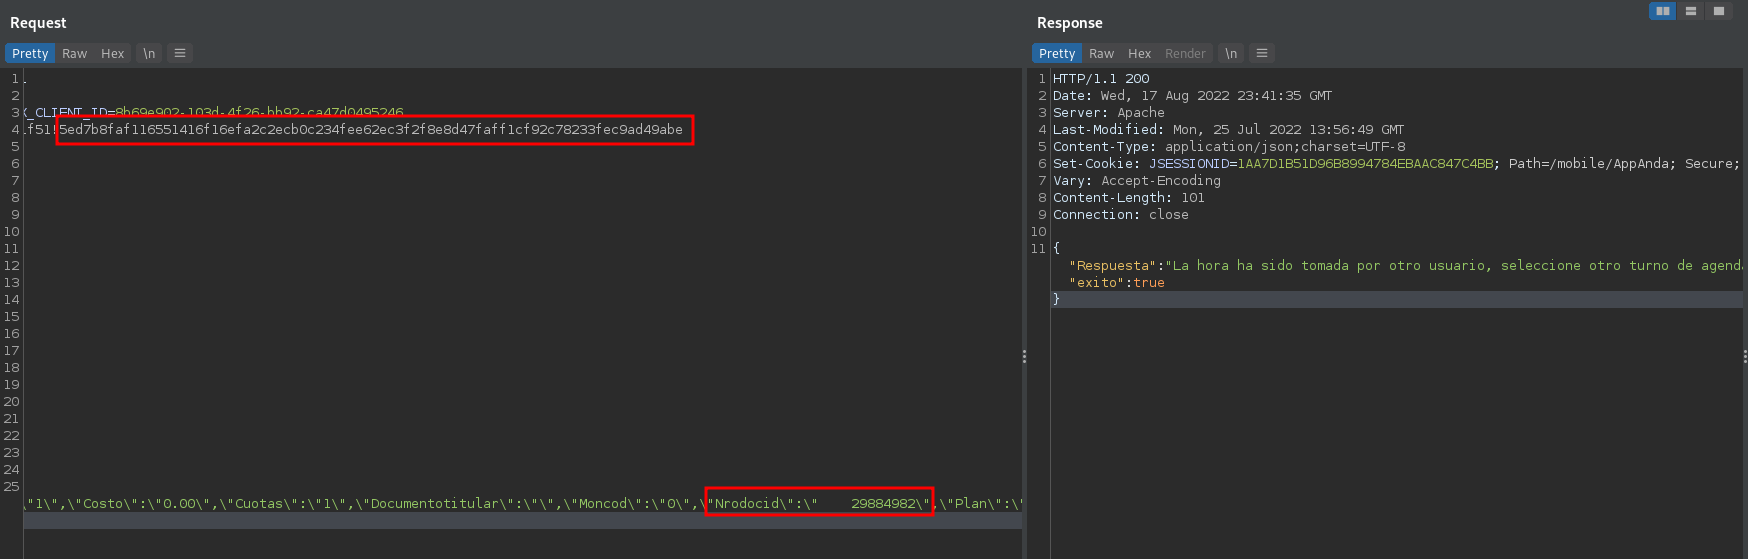 Request
Pretty Raw Hex \n
1
2
3 _CLIENT_ID=8b69e902-103d-4f26-bb92-ca47d0495246
4 .f51!5ed7b8faf116551416f16efa2c2ecb0c234fee62ec3f2f8e8d47faff1cf92c78233fec9ad49abe
5
6
7
8
9
10
11
12
13
14
15
16
17
18
19
20
21
22
23
24
25
\"1\",\"Costo\":\"0.00\",\"Cuotas\":\"1\",\"Documentotitular\":\"\",\"Moncod\":\"0\",\"Nrodocid\":\"    29884982\",\"Plan\":\"
Response
Pretty Raw Hex Render \n
1 HTTP/1.1 200
2 Date: Wed, 17 Aug 2022 23:41:35 GMT
3 Server: Apache
4 Last-Modified: Mon, 25 Jul 2022 13:56:49 GMT
5 Content-Type: application/json;charset=UTF-8
6 Set-Cookie: JSESSIONID=1AA7D1B51D96B8994784EBAAC847C4BB; Path=/mobile/AppAnda; Secure;
7 Vary: Accept-Encoding
8 Content-Length: 101
9 Connection: close
10
11 {
"Respuesta":"La hora ha sido tomada por otro usuario, seleccione otro turno de agend
"exito":true
}